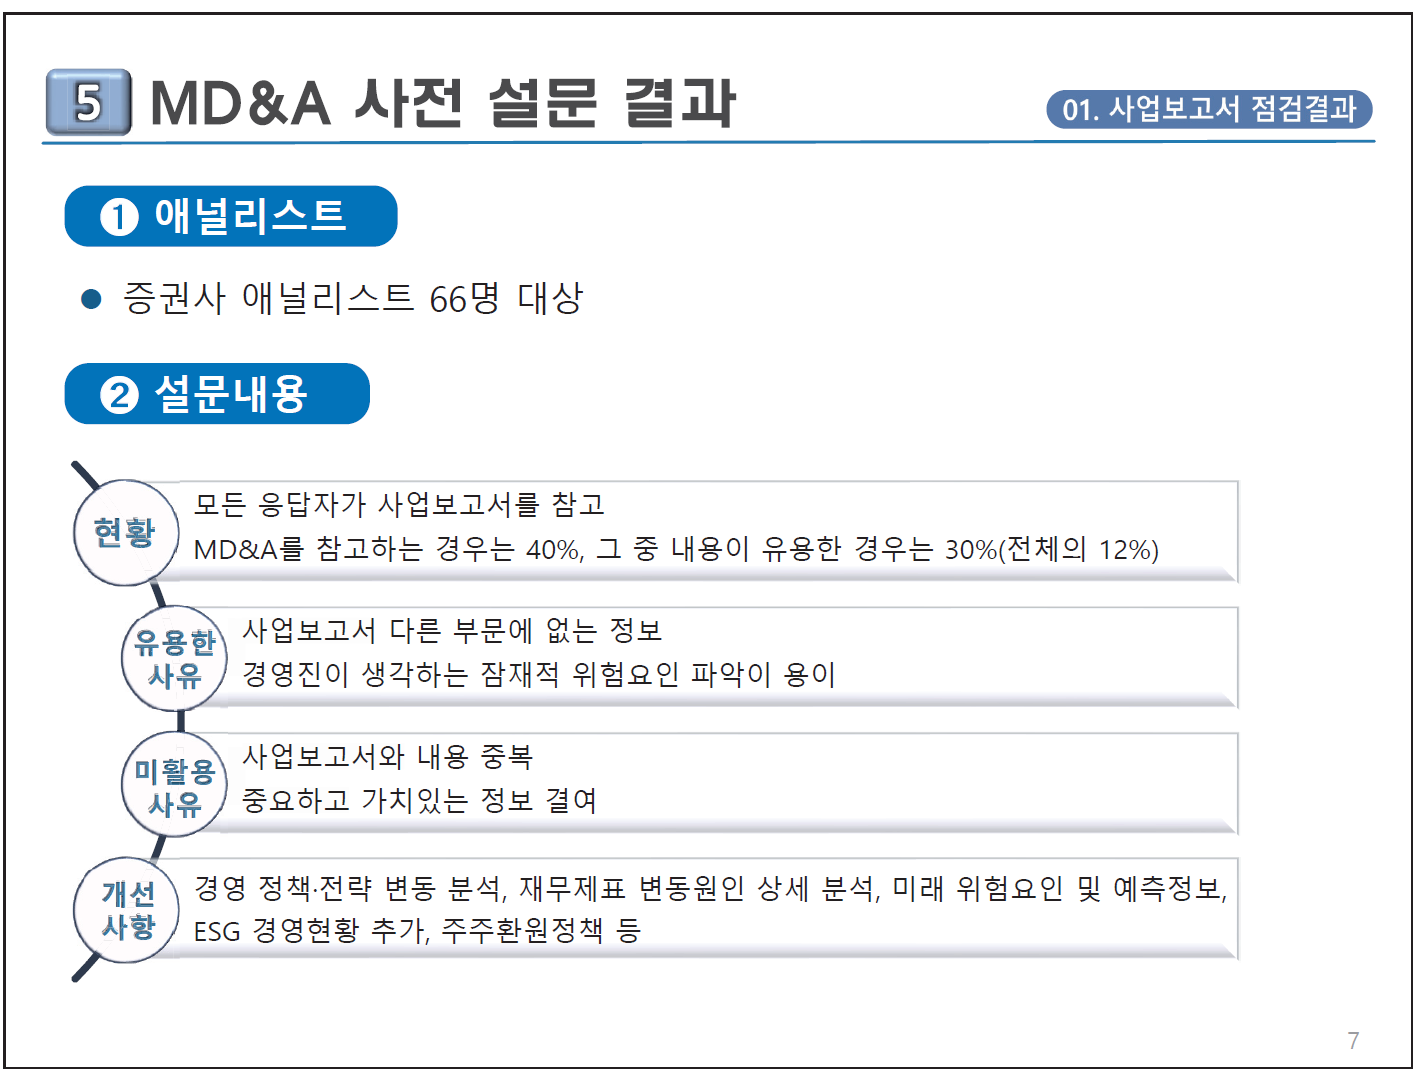 5 MD&A 사전 설문 결과
01. 사업보고서 점검결과
❶ 애널리스트
● 증권사 애널리스트 66명 대상
❷ 설문내용
현황
모든 응답자가 사업보고서를 참고
MD&A를 참고하는 경우는 40%, 그 중 내용이 유용한 경우는 30%(전체의 12%)
유용한
사유
사업보고서 다른 부문에 없는 정보
경영진이 생각하는 잠재적 위험요인 파악이 용이
미활용
사유
사업보고서와 내용 중복
중요하고 가치있는 정보 결여
개선
사항
경영 정책·전략 변동 분석, 재무제표 변동원인 상세 분석, 미래 위험요인 및 예측정보,
ESG 경영현황 추가, 주주환원정책 등
7